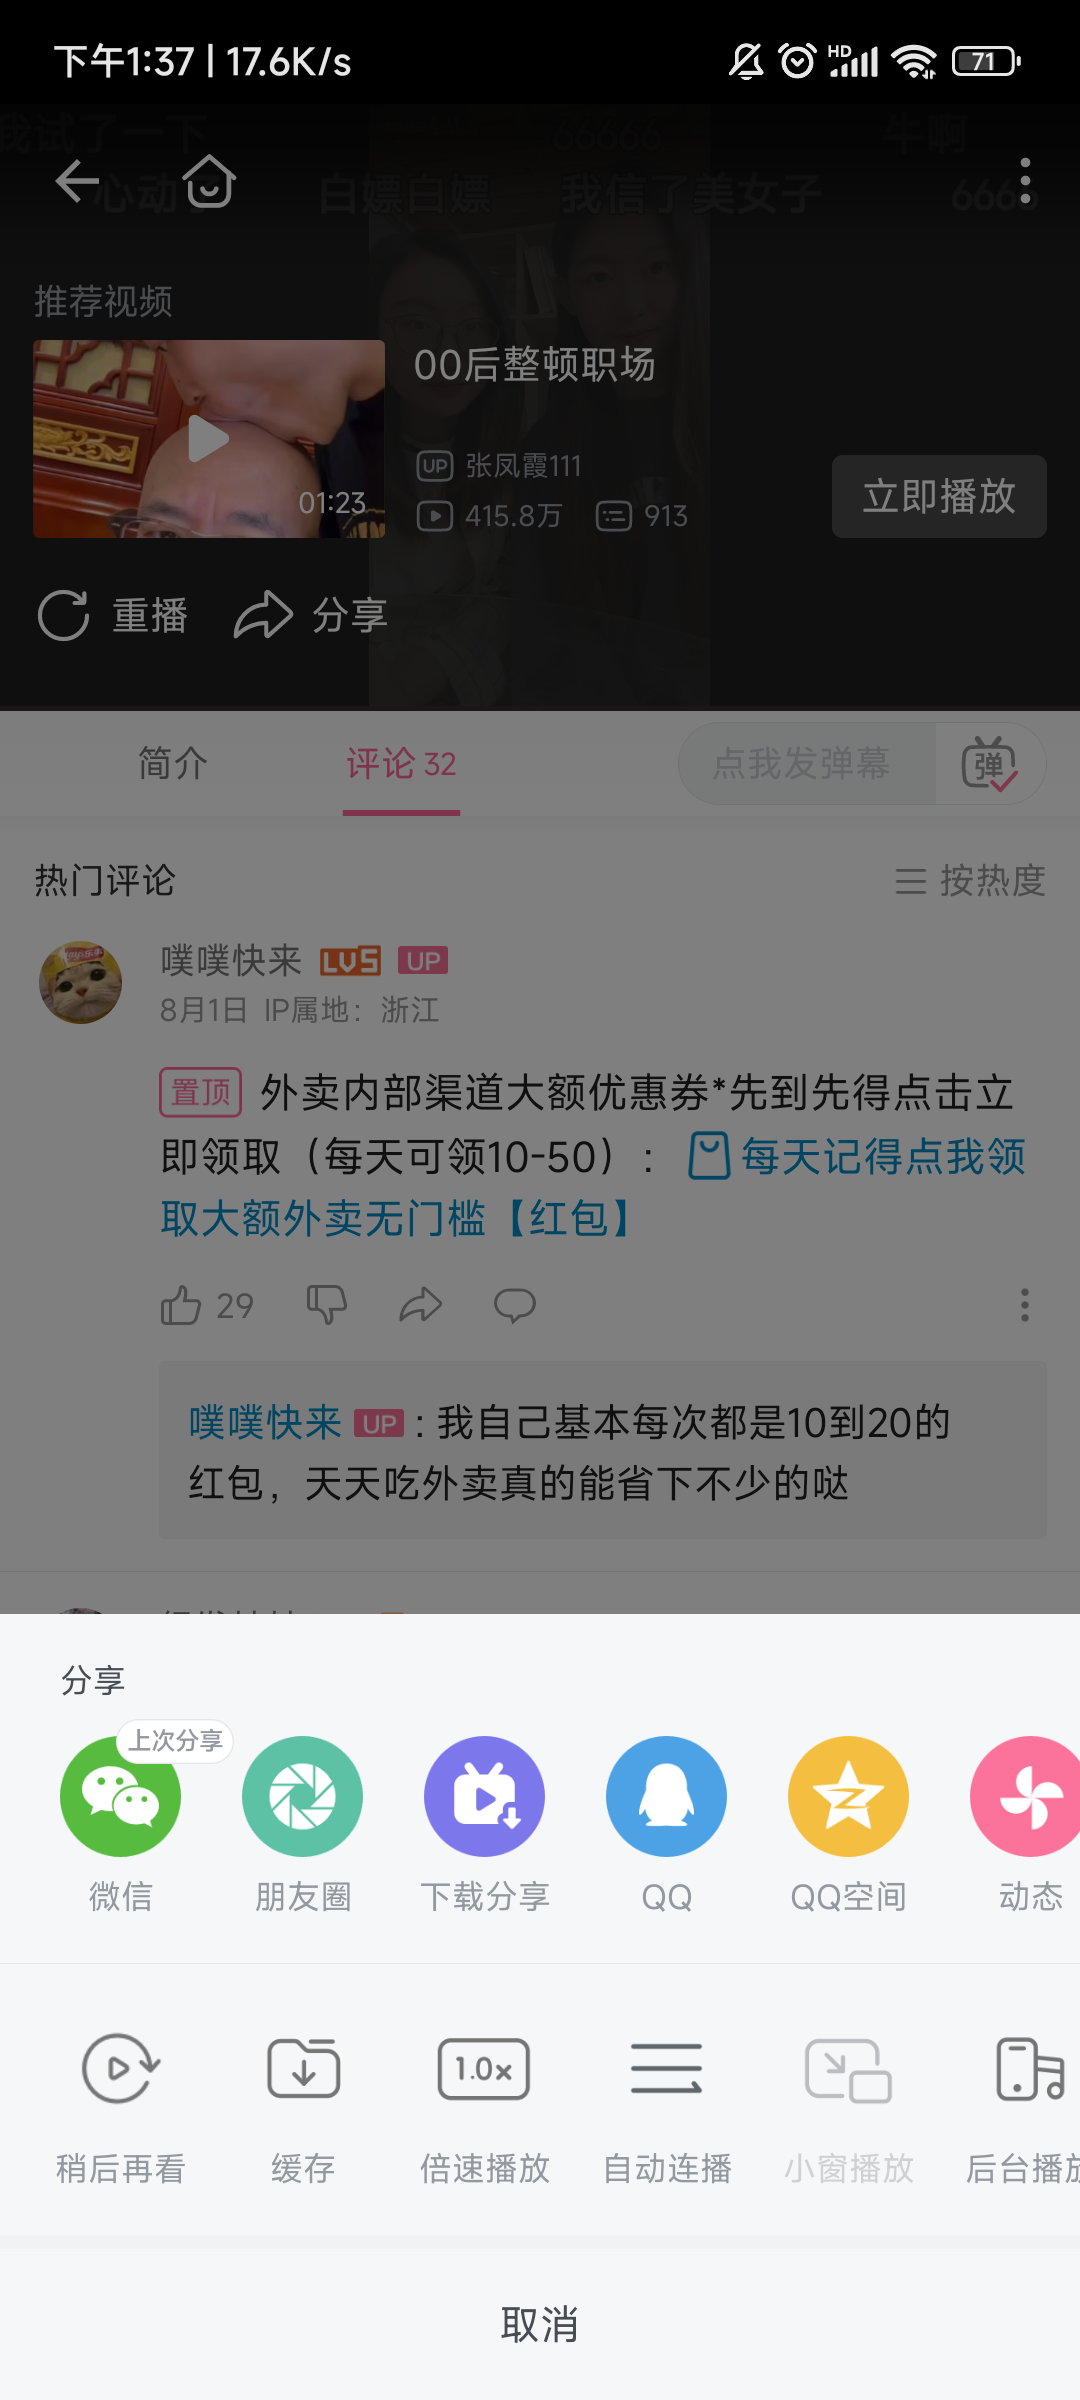 下午1:37 | 17.6K/s
HD
71
我试了一下
66666
牛啊
心动了
白嫖白嫖
我信了美女子
6666
推荐视频
00后整顿职场
UP 张凤霞111
01:23
415.8万 913
立即播放
重播
分享
简介
评论 32
点我发弹幕
弹
热门评论
按热度
噗噗快来 LV5 UP
8月1日 IP属地：浙江
置顶 外卖内部渠道大额优惠券*先到先得点击立
即领取（每天可领10-50）： 每天记得点我领
取大额外卖无门槛【红包】
29
噗噗快来 UP : 我自己基本每次都是10到20的
红包，天天吃外卖真的能省下不少的哒
分享
上次分享
微信
朋友圈
下载分享
QQ
QQ空间
动态
1.0x
稍后再看
缓存
倍速播放
自动连播
小窗播放
后台播放
取消